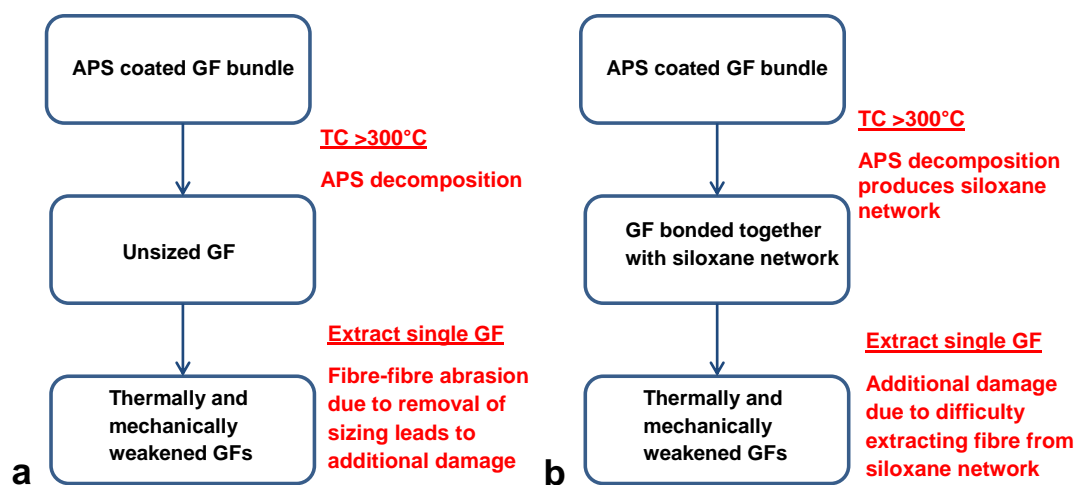 APS coated GF bundle
TC >300°C
APS decomposition
Unsized GF
Extract single GF
Fibre-fibre abrasion
due to removal of
sizing leads to
additional damage
Thermally and
mechanically
weakened GFs
a
APS coated GF bundle
TC >300°C
APS decomposition
produces siloxane
network
GF bonded together
with siloxane network
Extract single GF
Additional damage
due to difficulty
extracting fibre from
siloxane network
Thermally and
mechanically
weakened GFs
b